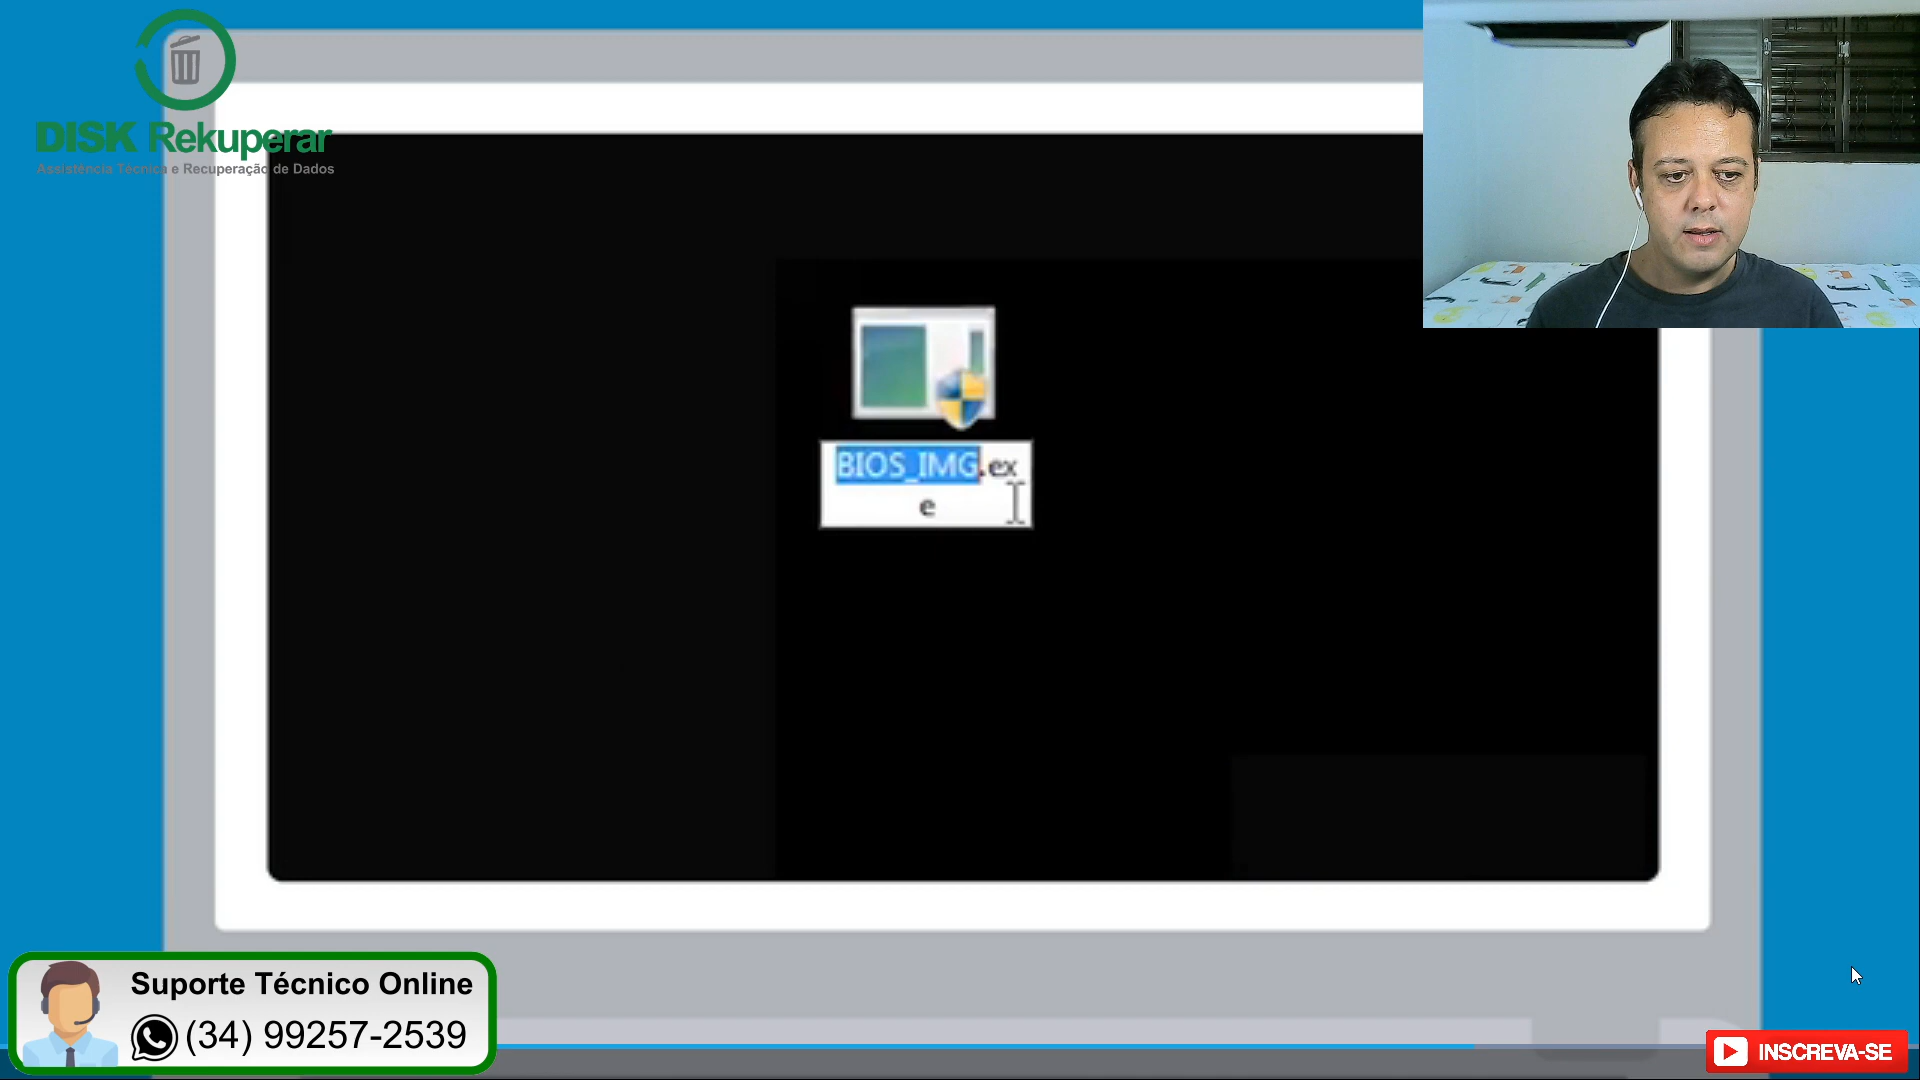 DISK Rekuperar
Assistência Técnica e Recuperação de Dados
BIOS_IMG.ex
e
Suporte Técnico Online
(34) 99257-2539
INSCREVA-SE